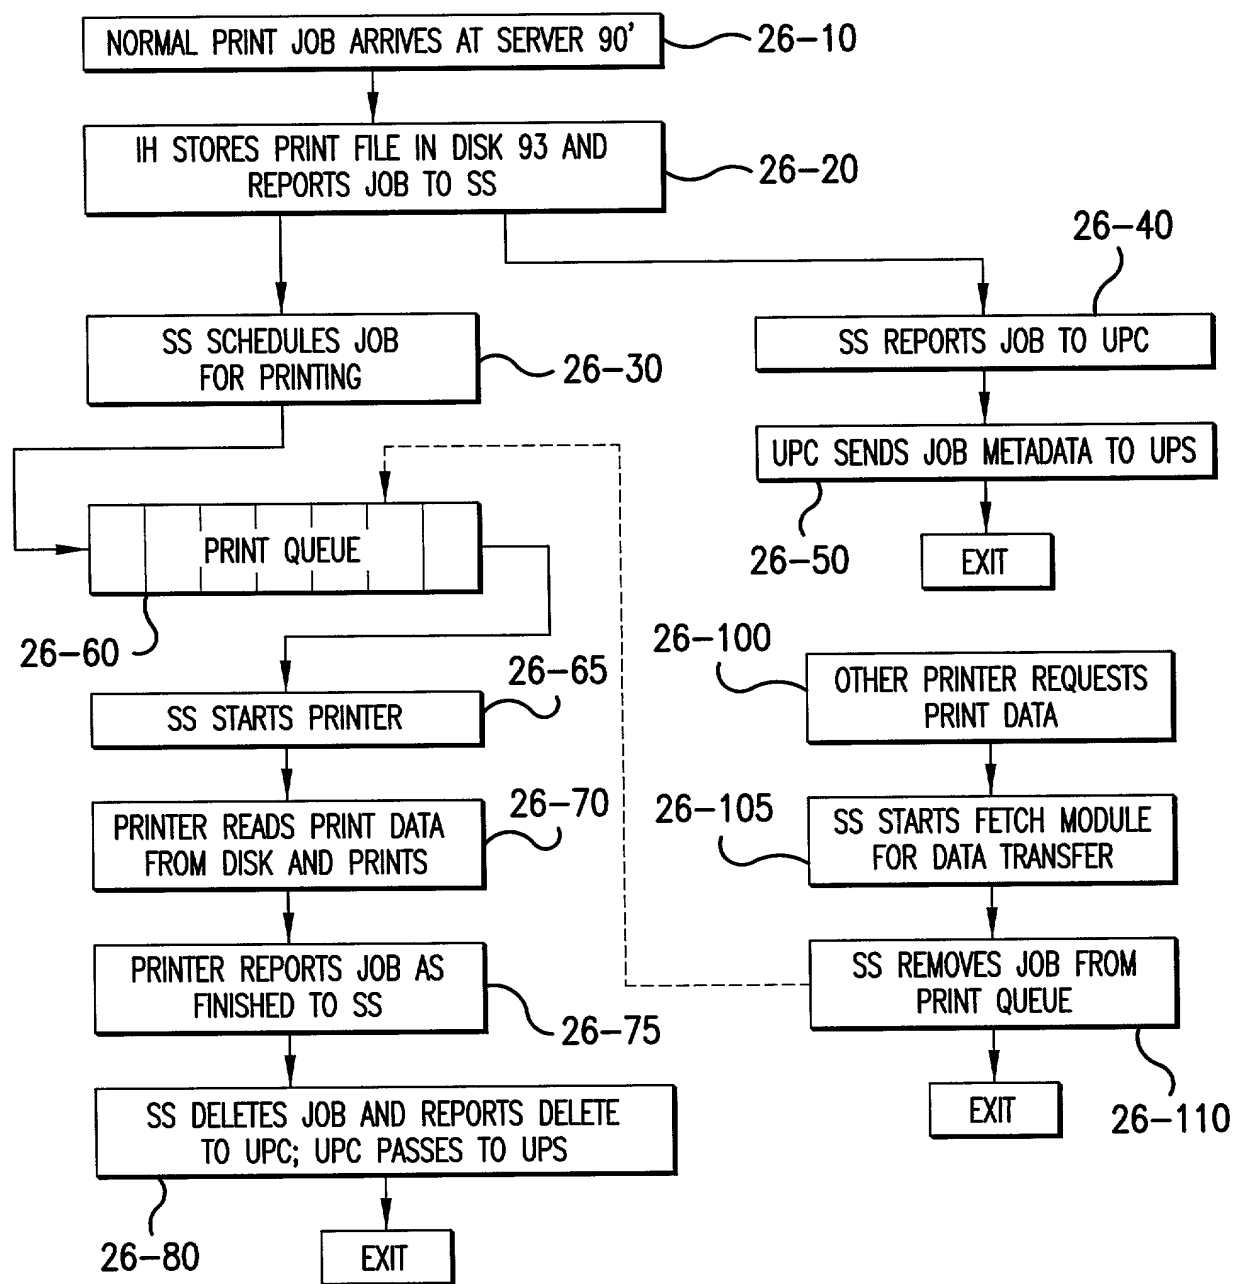 NORMAL PRINT JOB ARRIVES AT SERVER 90'
26-10
IH STORES PRINT FILE IN DISK 93 AND
REPORTS JOB TO SS
26-20
26-40
SS SCHEDULES JOB
FOR PRINTING
26-30
SS REPORTS JOB TO UPC
UPC SENDS JOB METADATA TO UPS
26-50
EXIT
PRINT QUEUE
26-60
26-65
SS STARTS PRINTER
26-70
PRINTER READS PRINT DATA
FROM DISK AND PRINTS
PRINTER REPORTS JOB AS
FINISHED TO SS
26-75
SS DELETES JOB AND REPORTS DELETE
TO UPC; UPC PASSES TO UPS
26-80
EXIT
26-100
OTHER PRINTER REQUESTS
PRINT DATA
26-105
SS STARTS FETCH MODULE
FOR DATA TRANSFER
SS REMOVES JOB FROM
PRINT QUEUE
26-110
EXIT